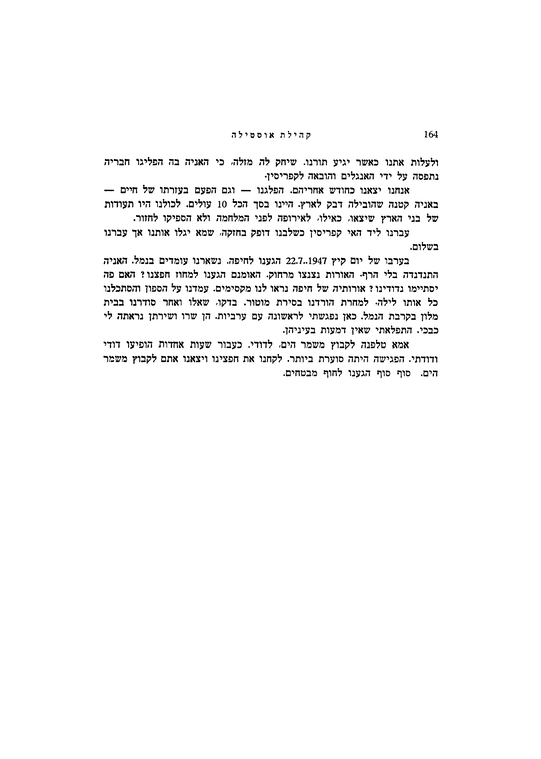 164 קהילת אוסטילה
ולעלות אתנו כאשר יגיע תורנו. שיחק לה מזלה, כי האניה בה הפליגו חבריה
נתפסה על ידי האנגלים והובאה לקפריסין.
אנחנו יצאנו כחודש אחריהם. הפלגנו — וגם הפעם בעזרתו של חיים —
באניה קטנה שהובילה דבק לארץ. היינו בסך הכל 10 עולים. לכולנו היו תעודות
של בני הארץ שיצאו, כאילו, לאירופה לפני המלחמה ולא הספיקו לחזור.
עברנו ליד האי קפריסין כשלבנו דופק בחזקה, שמא יגלו אותנו אך עברנו
בשלום.
בערבו של יום קיץ 22.7..1947 הגענו לחיפה. נשארנו עומדים בנמל. האניה
התנדנדה בלי הרף. האורות נצנצו מרחוק. האומנם הגענו למחוז חפצנו? האם פה
יסתיימו נדודינו? אורותיה של חיפה נראו לנו מקסימים. עמדנו על הספון והסתכלנו
כל אותו לילה. למחרת הורדנו בסירת מוטור. בדקו, שאלו ואחר סודרנו בבית
מלון בקרבת הנמל. כאן נפגשתי לראשונה עם ערביות. הן שרו ושירתן נראתה לי
כבכי. התפלאתי שאין דמעות בעיניהן.
אמא טלפנה לקבוץ משמר הים, לדודי. כעבור שעות אחדות הופיעו דודי
ודודתי. הפגישה היתה סוערת ביותר. לקחנו את חפצינו ויצאנו אתם לקבוץ משמר
הים. סוף סוף הגענו לחוף מבטחים.